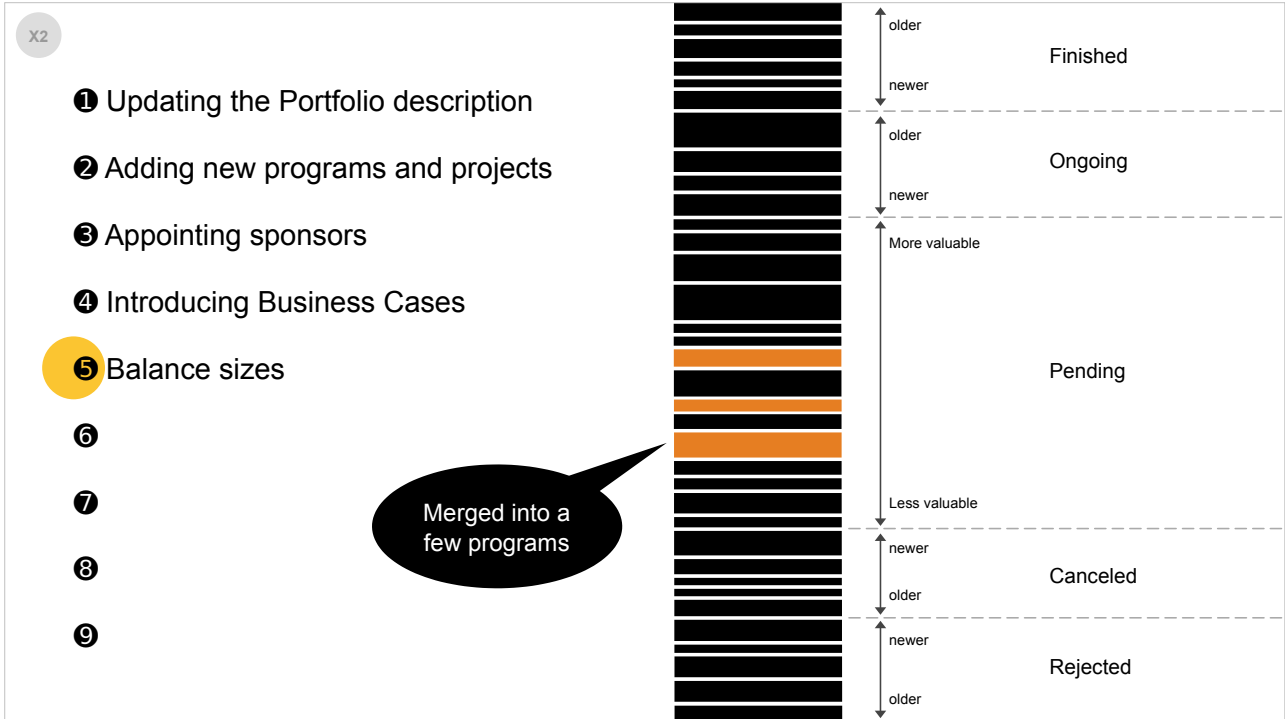 X2
❶ Updating the Portfolio description
❷ Adding new programs and projects
❸ Appointing sponsors
❹ Introducing Business Cases
❺ Balance sizes
❻
❼
❽
❾
Merged into a
few programs
older
Finished
newer
older
Ongoing
newer
More valuable
Pending
Less valuable
newer
Canceled
older
newer
Rejected
older